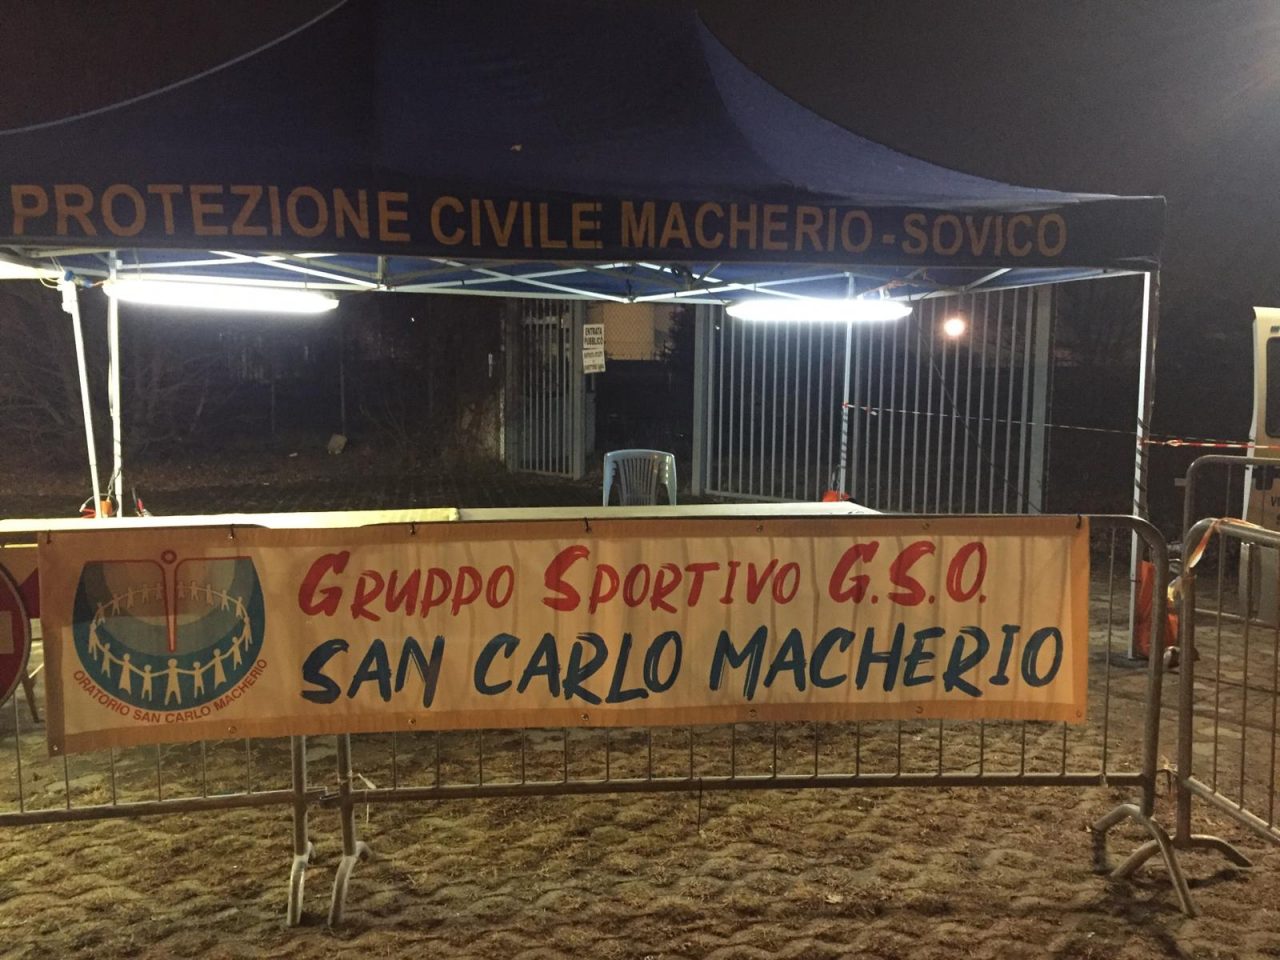 PROTEZIONE CIVILE MACHERIO - SOVICO
ENTRATA
PUBBLICO
GRUPPO SPORTIVO G.S.O.
SAN CARLO MACHERIO
ORATORIO SAN CARLO MACHERIO